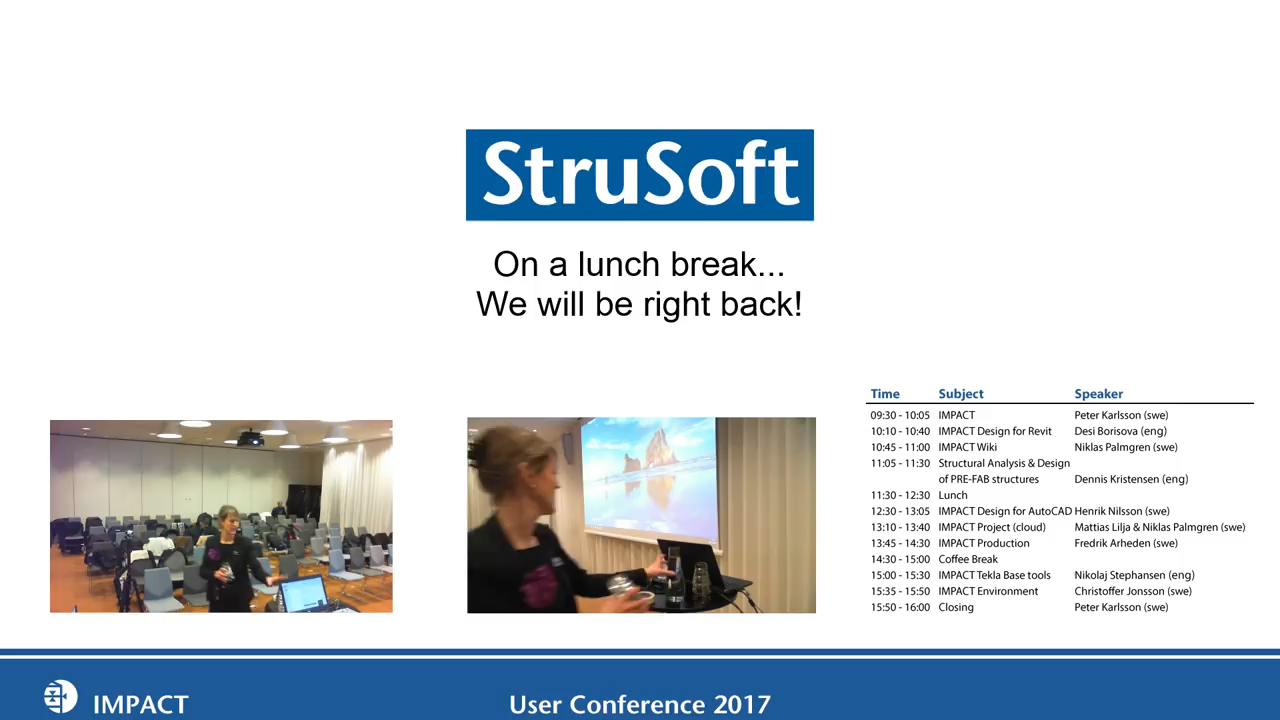 StruSoft
On a lunch break...
We will be right back!
Time Subject Speaker
09:30 - 10:05 IMPACT Peter Karlsson (swe)
10:10 - 10:40 IMPACT Design for Revit Desi Borisova (eng)
10:45 - 11:00 IMPACT Wiki Niklas Palmgren (swe)
11:05 - 11:30 Structural Analysis & Design
of PRE-FAB structures Dennis Kristensen (eng)
11:30 - 12:30 Lunch
12:30 - 13:05 IMPACT Design for AutoCAD Henrik Nilsson (swe)
13:10 - 13:40 IMPACT Project (cloud) Mattias Lilja & Niklas Palmgren (swe)
13:45 - 14:30 IMPACT Production Fredrik Arheden (swe)
14:30 - 15:00 Coffee Break
15:00 - 15:30 IMPACT Tekla Base tools Nikolaj Stephansen (eng)
15:35 - 15:50 IMPACT Environment Christoffer Jonsson (swe)
15:50 - 16:00 Closing Peter Karlsson (swe)
IMPACT User Conference 2017